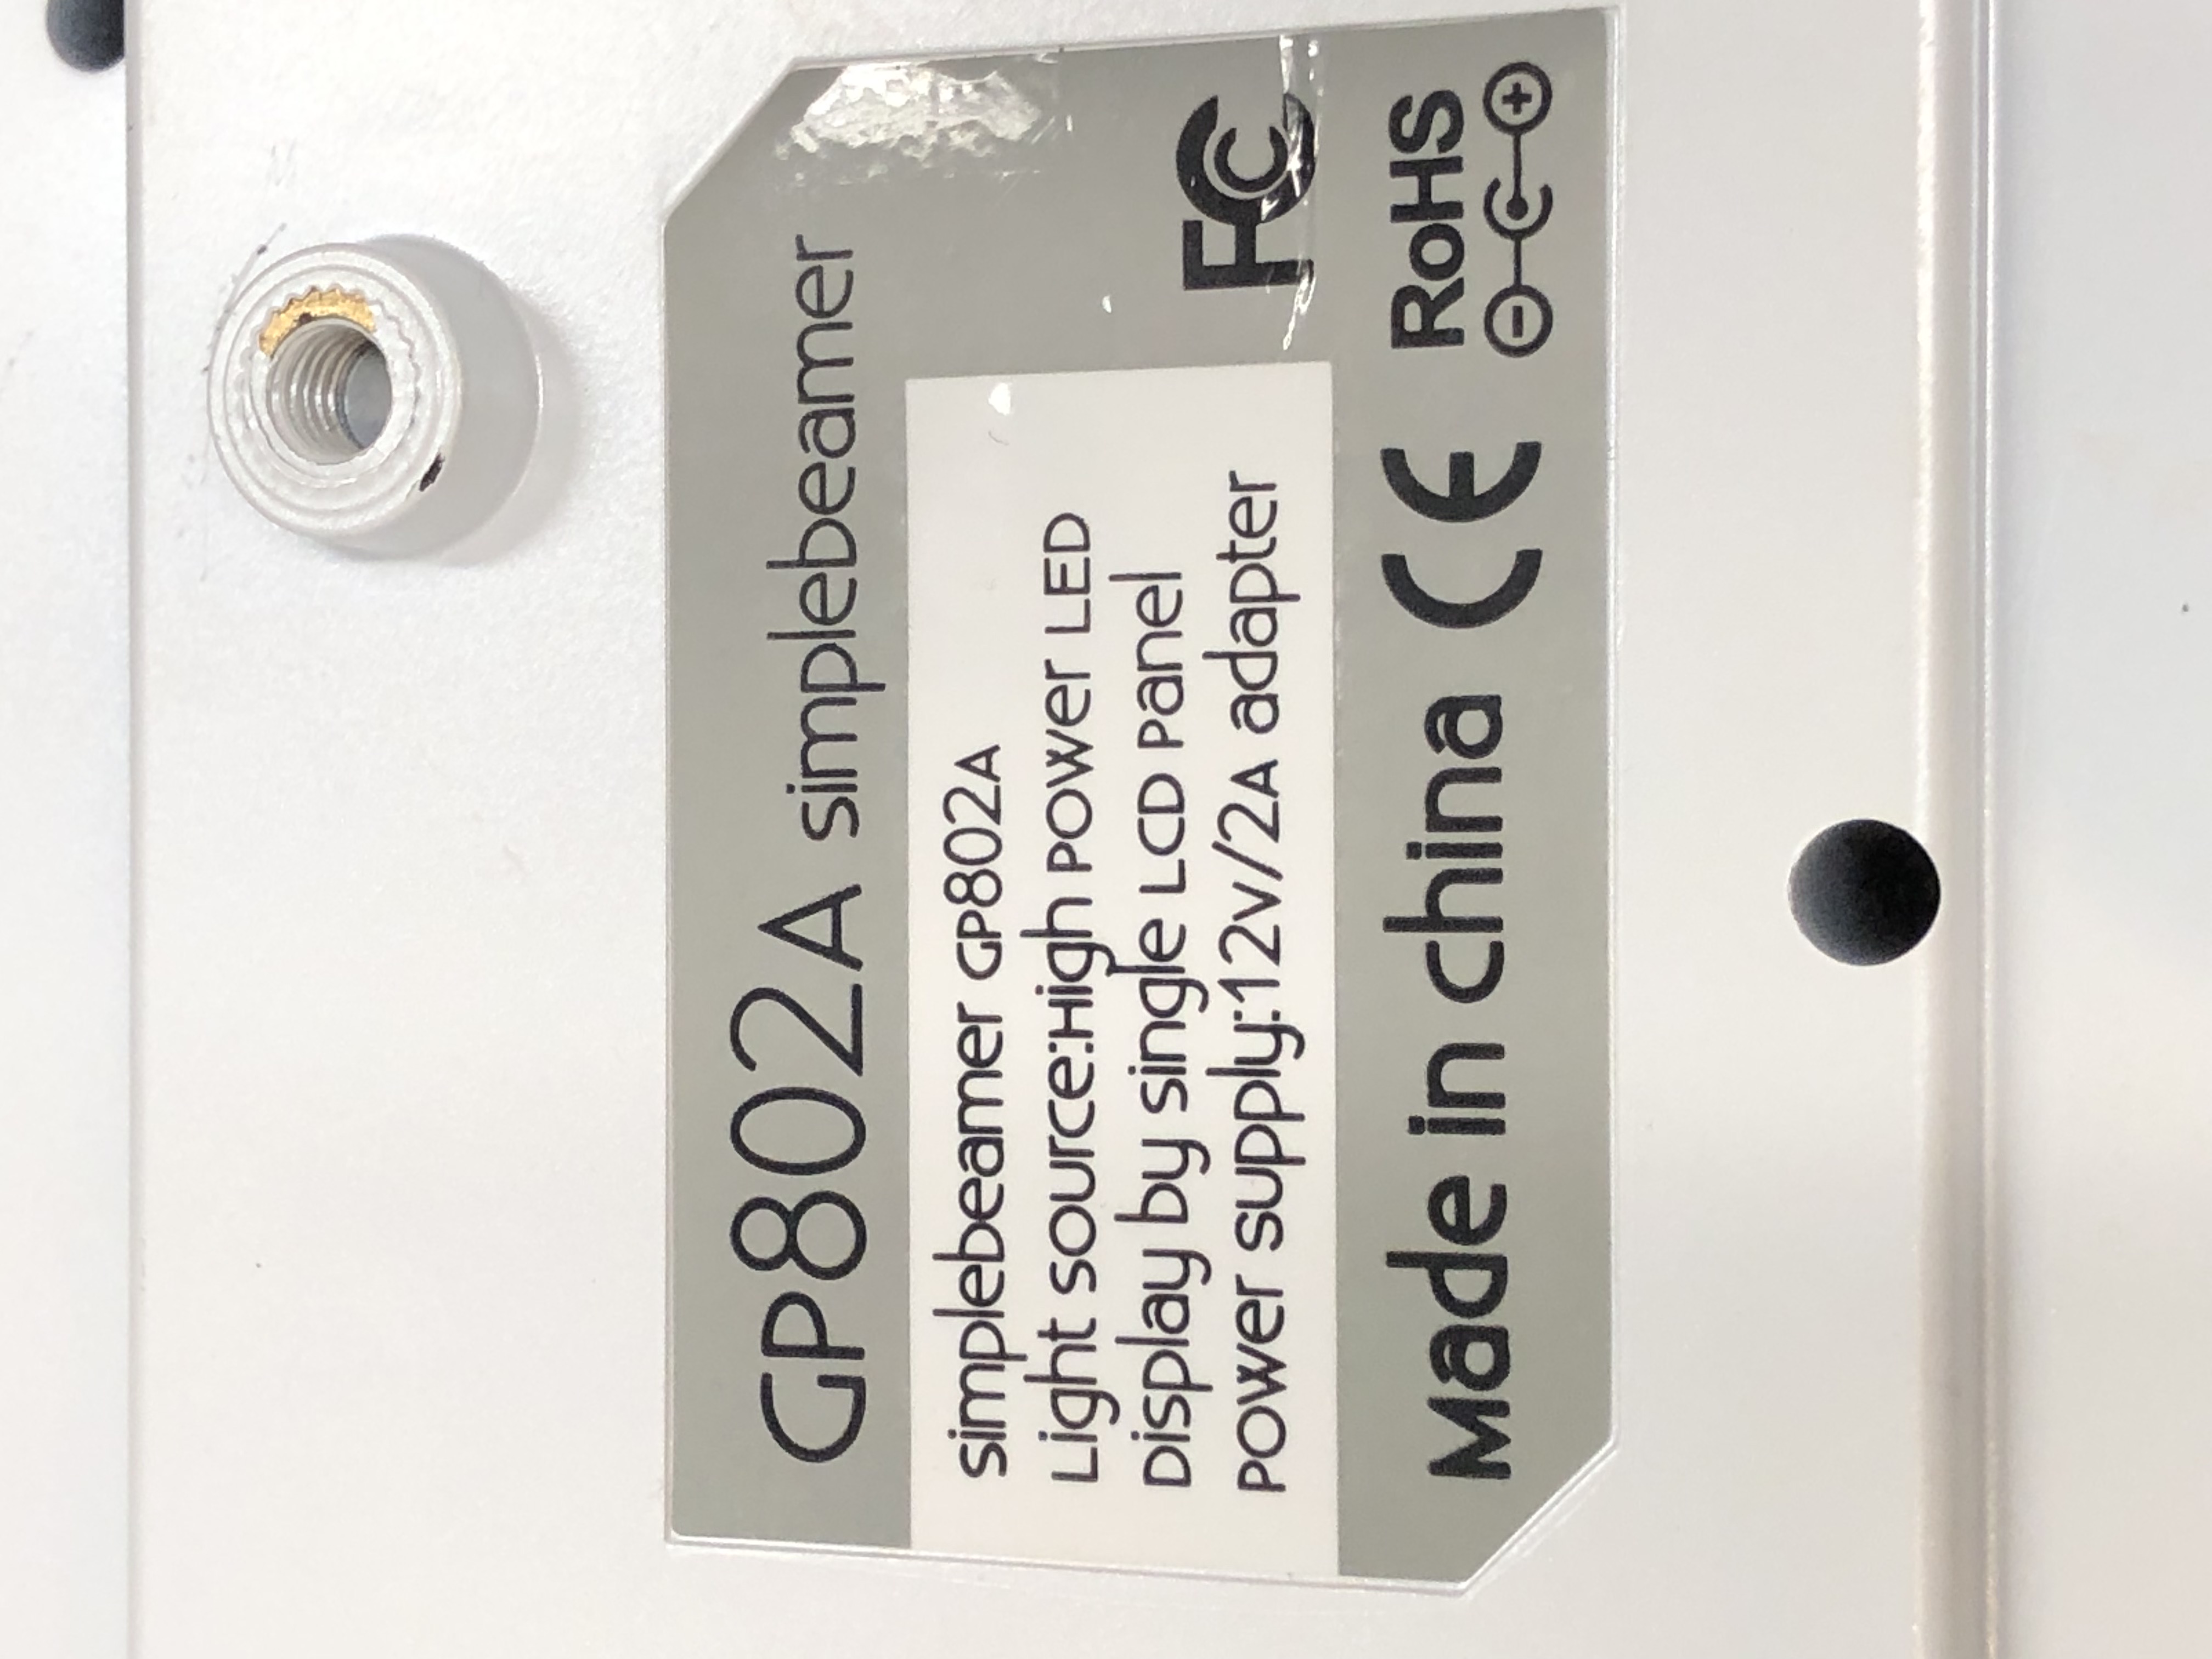 GP802A simplebeamer
simplebeamer GP802A
Light source:High power LED
Display by single LCD panel
power supply:12v/2A adapter
FC
Made in china CE RoHS